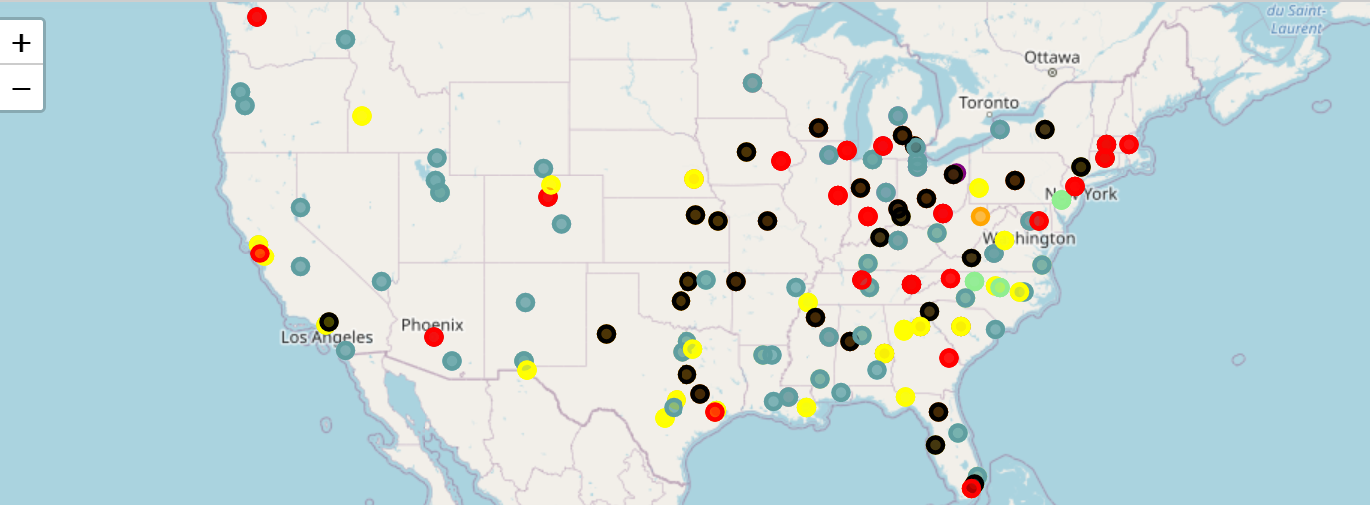 du Saint-
Laurent
+
−
Ottawa
Toronto
New York
Washington
Phoenix
Los Angeles